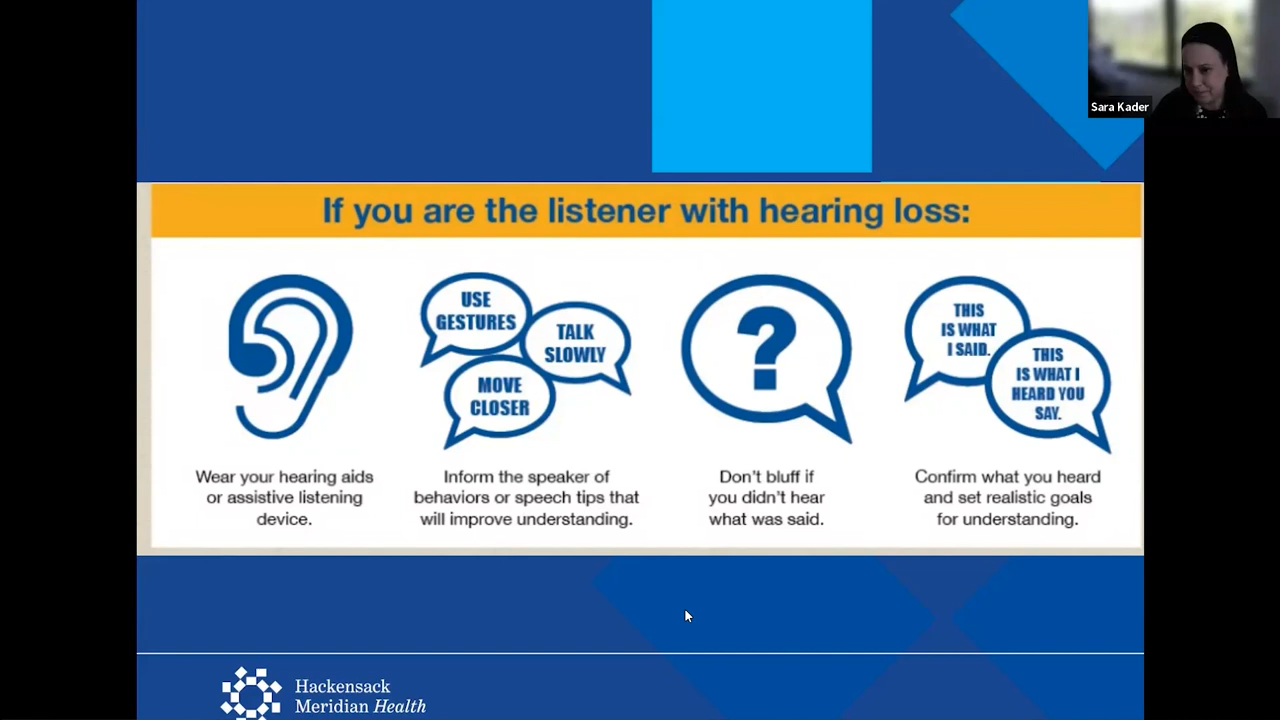 Sara Kader
If you are the listener with hearing loss:
USE
GESTURES
TALK
SLOWLY
MOVE
CLOSER
?
THIS
IS WHAT
I SAID.
THIS
IS WHAT I
HEARD YOU
SAY.
Wear your hearing aids
or assistive listening
device.
Inform the speaker of
behaviors or speech tips that
will improve understanding.
Don't bluff if
you didn't hear
what was said.
Confirm what you heard
and set realistic goals
for understanding.
Hackensack
Meridian Health